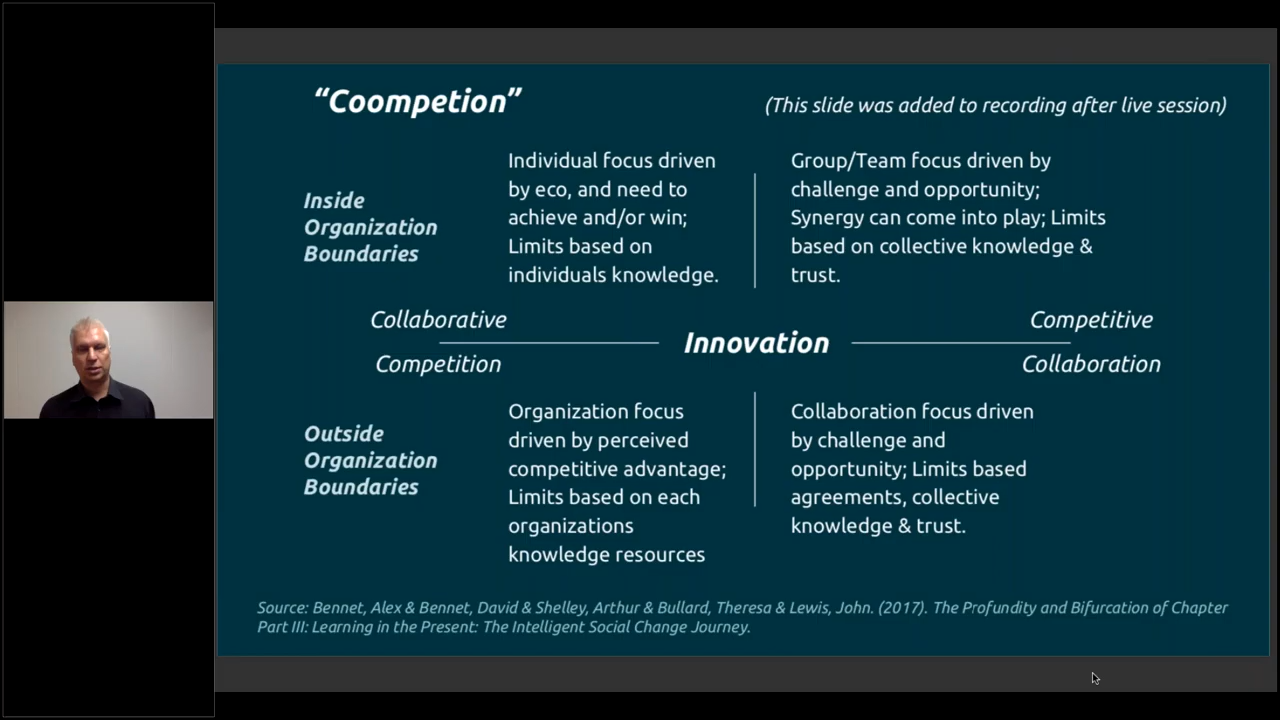 “Coompetion”
(This slide was added to recording after live session)
Inside
Organization
Boundaries
Individual focus driven
by eco, and need to
achieve and/or win;
Limits based on
individuals knowledge.
Group/Team focus driven by
challenge and opportunity;
Synergy can come into play; Limits
based on collective knowledge &
trust.
Collaborative
Competition
Innovation
Competitive
Collaboration
Outside
Organization
Boundaries
Organization focus
driven by perceived
competitive advantage;
Limits based on each
organizations
knowledge resources
Collaboration focus driven
by challenge and
opportunity; Limits based
agreements, collective
knowledge & trust.
Source: Bennet, Alex & Bennet, David & Shelley, Arthur & Bullard, Theresa & Lewis, John. (2017). The Profundity and Bifurcation of Chapter
Part III: Learning in the Present: The Intelligent Social Change Journey.